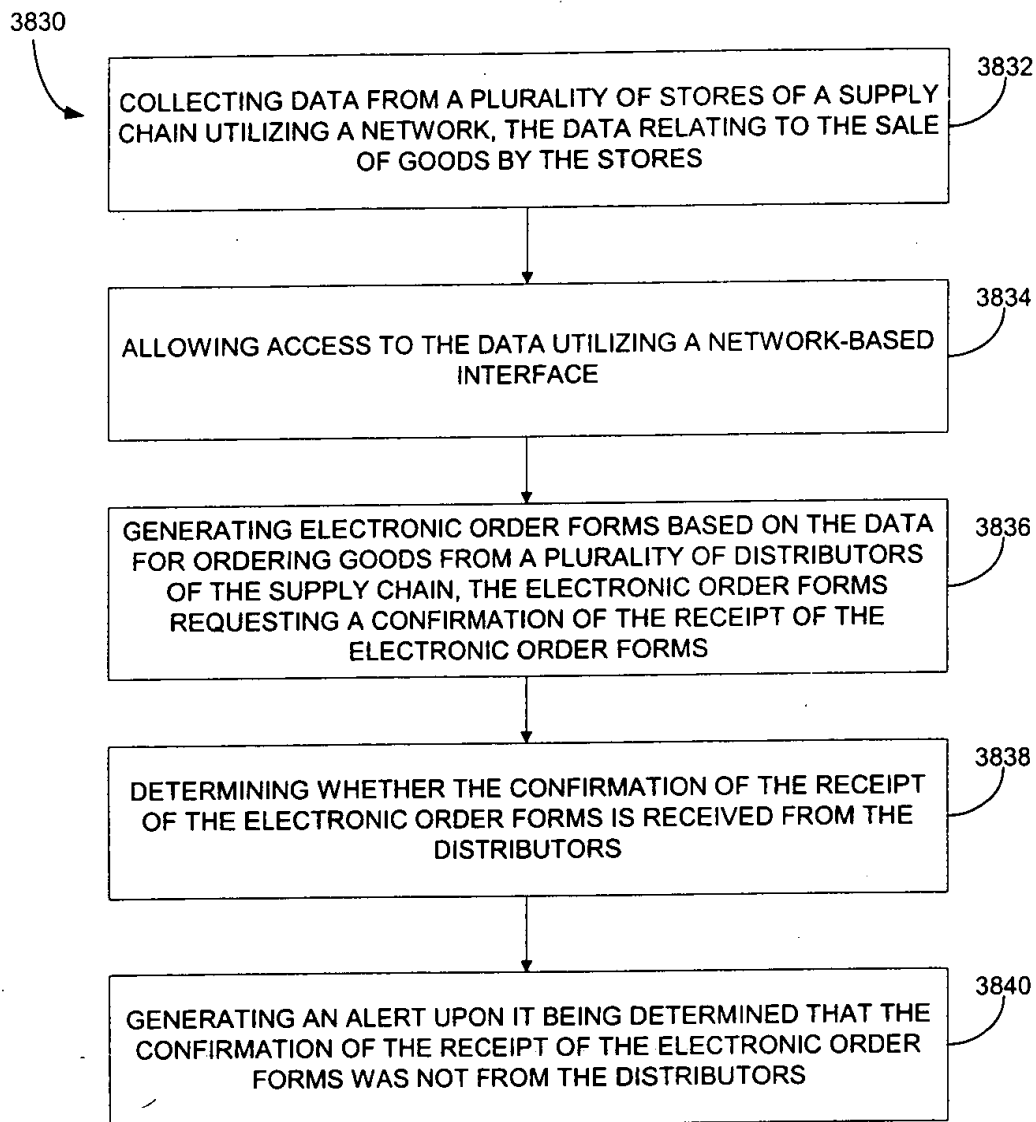 3830
3832
COLLECTING DATA FROM A PLURALITY OF STORES OF A SUPPLY
CHAIN UTILIZING A NETWORK, THE DATA RELATING TO THE SALE
OF GOODS BY THE STORES
3834
ALLOWING ACCESS TO THE DATA UTILIZING A NETWORK-BASED
INTERFACE
3836
GENERATING ELECTRONIC ORDER FORMS BASED ON THE DATA
FOR ORDERING GOODS FROM A PLURALITY OF DISTRIBUTORS
OF THE SUPPLY CHAIN, THE ELECTRONIC ORDER FORMS
REQUESTING A CONFIRMATION OF THE RECEIPT OF THE
ELECTRONIC ORDER FORMS
3838
DETERMINING WHETHER THE CONFIRMATION OF THE RECEIPT
OF THE ELECTRONIC ORDER FORMS IS RECEIVED FROM THE
DISTRIBUTORS
3840
GENERATING AN ALERT UPON IT BEING DETERMINED THAT THE
CONFIRMATION OF THE RECEIPT OF THE ELECTRONIC ORDER
FORMS WAS NOT FROM THE DISTRIBUTORS